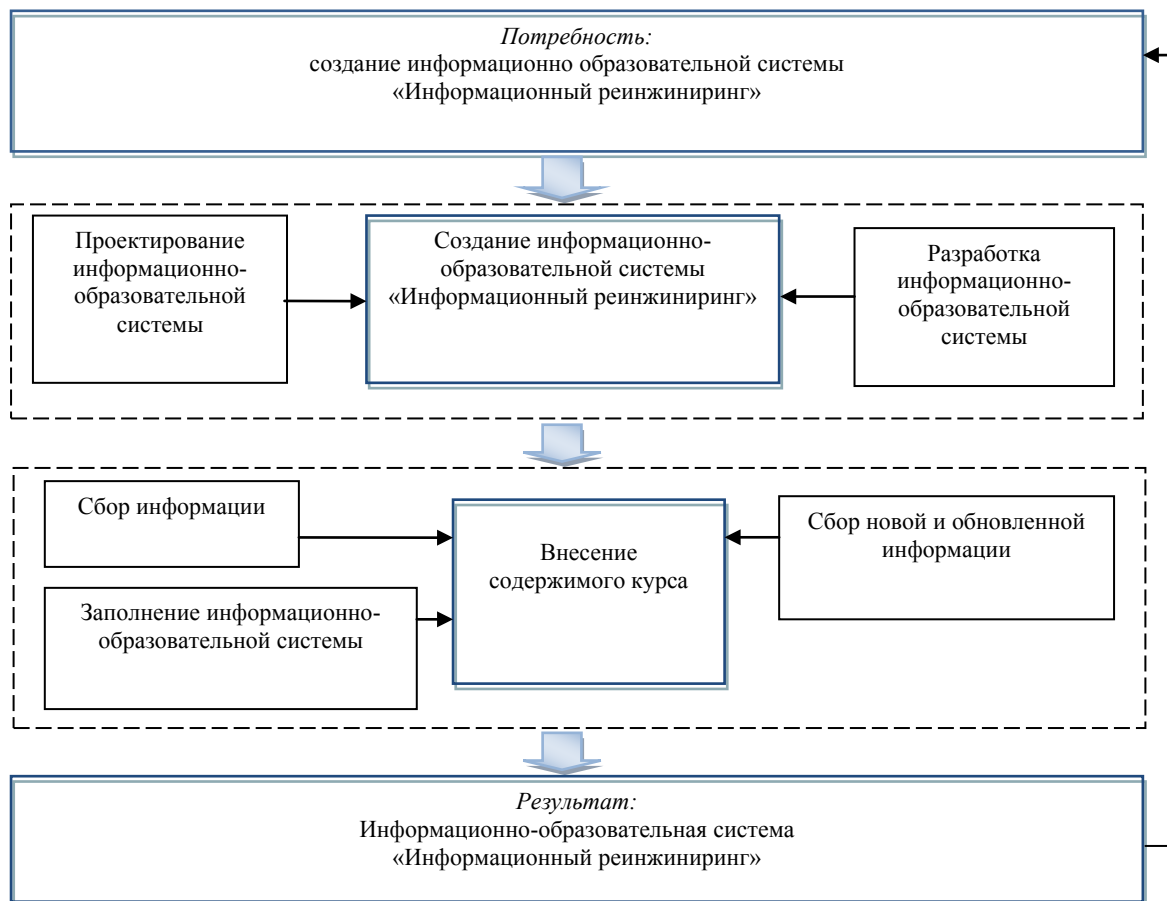 Потребность:
создание информационно образовательной системы
«Информационный реинжиниринг»
Проектирование
информационно-
образовательной
системы
Создание информационно-
образовательной системы
«Информационный реинжиниринг»
Разработка
информационно-
образовательной
системы
Сбор информации
Заполнение информационно-
образовательной системы
Внесение
содержимого курса
Сбор новой и обновленной
информации
Результат:
Информационно-образовательная система
«Информационный реинжиниринг»